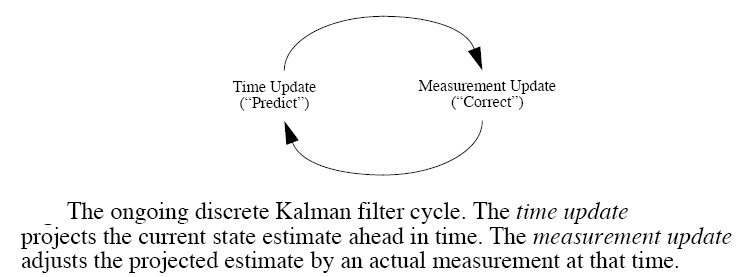 Time Update
(“Predict”)
Measurement Update
(“Correct”)
The ongoing discrete Kalman filter cycle. The time update
projects the current state estimate ahead in time. The measurement update
adjusts the projected estimate by an actual measurement at that time.